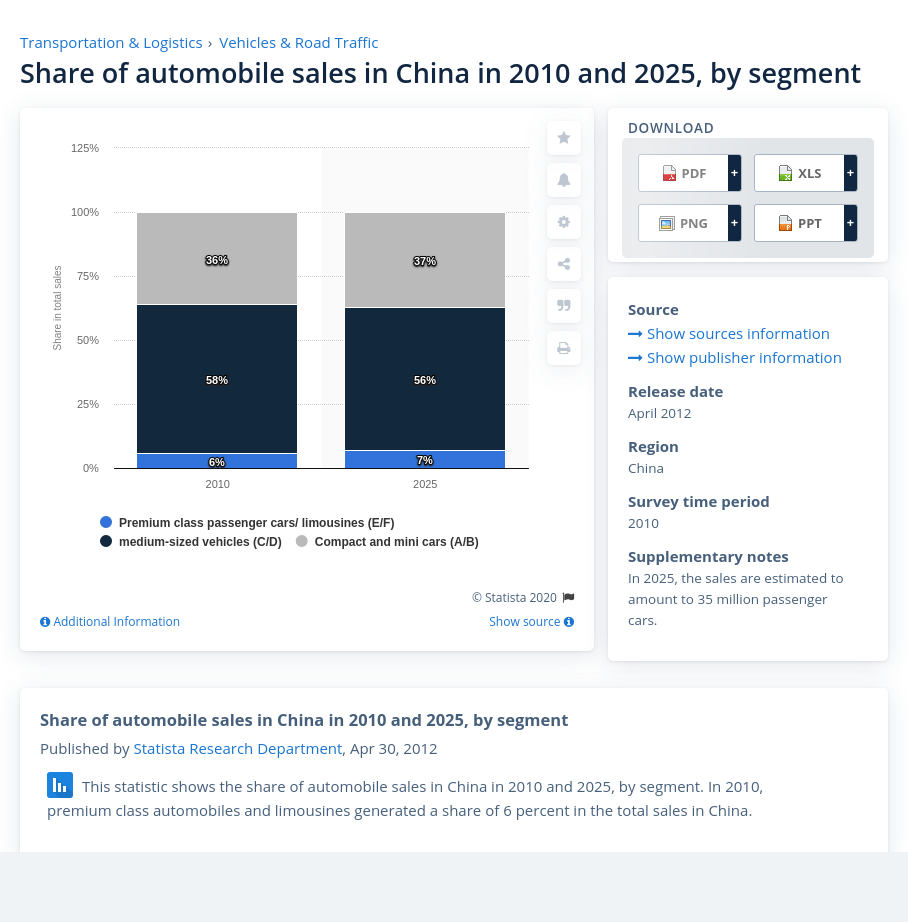 Transportation & Logistics › Vehicles & Road Traffic
Share of automobile sales in China in 2010 and 2025, by segment
125%
100%
75%
50%
25%
0%
Share in total sales
36%
37%
58%
56%
6%
7%
2010
2025
Premium class passenger cars/ limousines (E/F)
medium-sized vehicles (C/D)
Compact and mini cars (A/B)
© Statista 2020
Additional Information
Show source
DOWNLOAD
PDF +
XLS +
PNG +
PPT +
Source
Show sources information
Show publisher information
Release date
April 2012
Region
China
Survey time period
2010
Supplementary notes
In 2025, the sales are estimated to
amount to 35 million passenger
cars.
Share of automobile sales in China in 2010 and 2025, by segment
Published by Statista Research Department, Apr 30, 2012
This statistic shows the share of automobile sales in China in 2010 and 2025, by segment. In 2010,
premium class automobiles and limousines generated a share of 6 percent in the total sales in China.